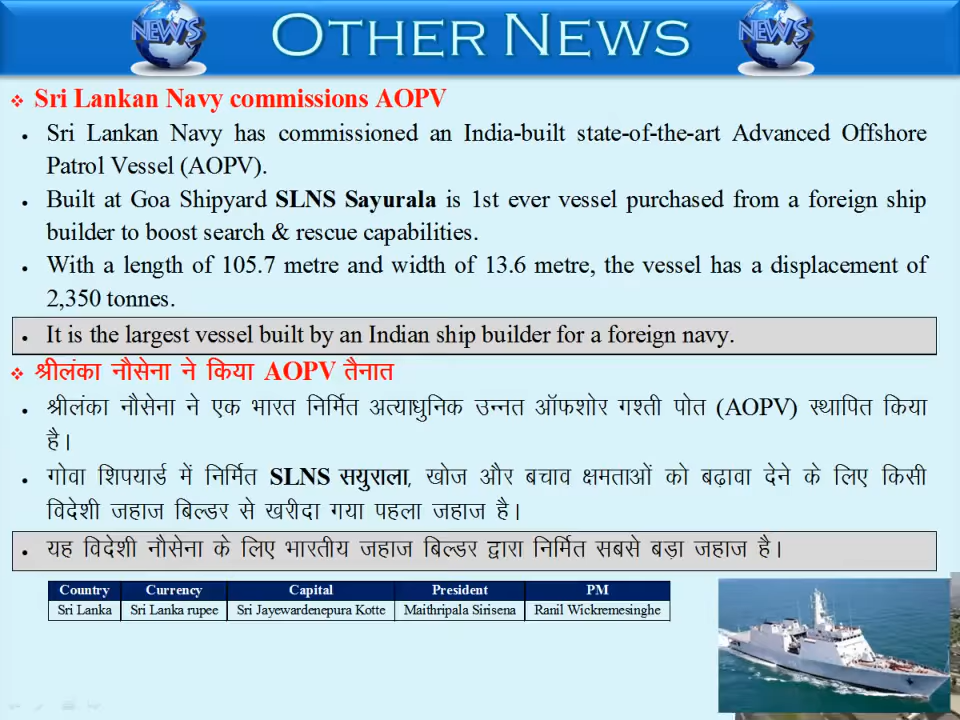 NEWS OTHER NEWS NEWS
❖ Sri Lankan Navy commissions AOPV
• Sri Lankan Navy has commissioned an India-built state-of-the-art Advanced Offshore
Patrol Vessel (AOPV).
• Built at Goa Shipyard SLNS Sayurala is 1st ever vessel purchased from a foreign ship
builder to boost search & rescue capabilities.
• With a length of 105.7 metre and width of 13.6 metre, the vessel has a displacement of
2,350 tonnes.
• It is the largest vessel built by an Indian ship builder for a foreign navy.
❖ श्रीलंका नौसेना ने किया AOPV तैनात
• श्रीलंका नौसेना ने एक भारत निर्मित अत्याधुनिक उन्नत ऑफशोर गश्ती पोत (AOPV) स्थापित किया
है।
• गोवा शिपयार्ड में निर्मित SLNS सयुराला, खोज और बचाव क्षमताओं को बढ़ावा देने के लिए किसी
विदेशी जहाज बिल्डर से खरीदा गया पहला जहाज है।
• यह विदेशी नौसेना के लिए भारतीय जहाज बिल्डर द्वारा निर्मित सबसे बड़ा जहाज है।
Country Currency Capital President PM
Sri Lanka Sri Lanka rupee Sri Jayewardenepura Kotte Maithripala Sirisena Ranil Wickremesinghe